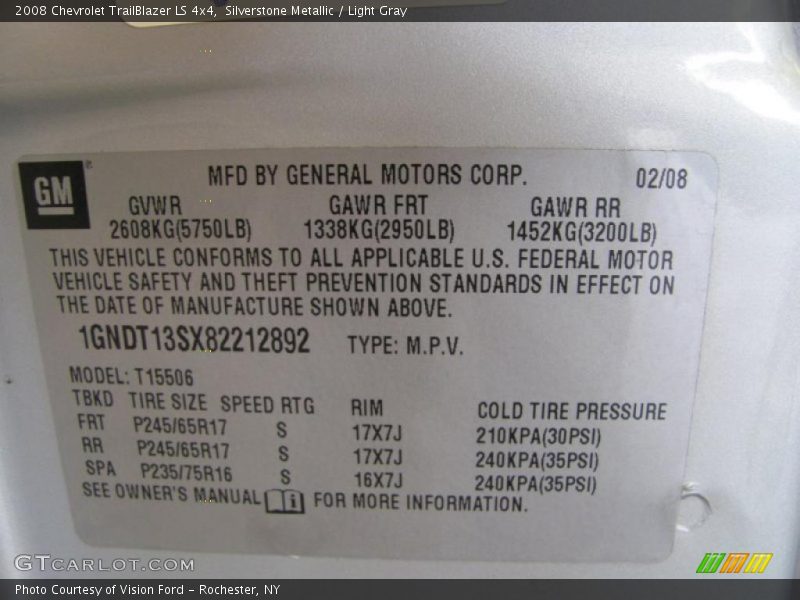 2008 Chevrolet TrailBlazer LS 4x4, Silverstone Metallic / Light Gray
GM® MFD BY GENERAL MOTORS CORP. 02/08
GVWR GAWR FRT GAWR RR
2608KG(5750LB) 1338KG(2950LB) 1452KG(3200LB)
THIS VEHICLE CONFORMS TO ALL APPLICABLE U.S. FEDERAL MOTOR
VEHICLE SAFETY AND THEFT PREVENTION STANDARDS IN EFFECT ON
THE DATE OF MANUFACTURE SHOWN ABOVE.
1GNDT13SX82212892 TYPE: M.P.V.
MODEL: T15506
TBKD TIRE SIZE SPEED RTG RIM COLD TIRE PRESSURE
FRT P245/65R17 S 17X7J 210KPA(30PSI)
RR P245/65R17 S 17X7J 240KPA(35PSI)
SPA P235/75R16 S 16X7J 240KPA(35PSI)
SEE OWNER'S MANUAL i FOR MORE INFORMATION.
GTCARLOT.COM
Photo Courtesy of Vision Ford - Rochester, NY